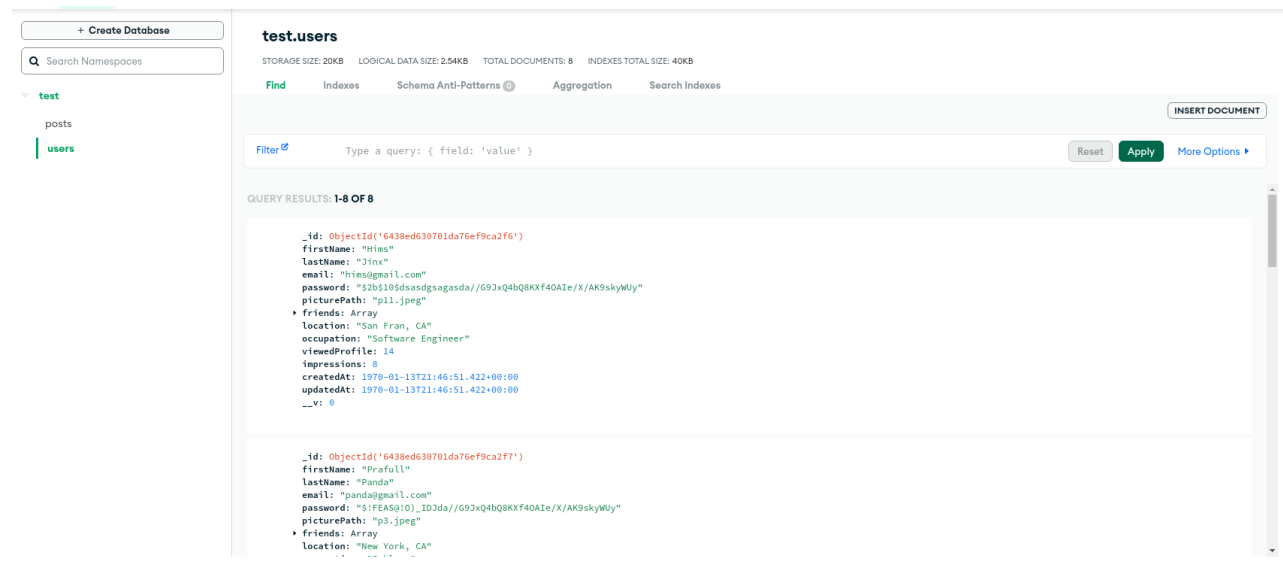 + Create Database
Search Namespaces
test
posts
users
test.users
STORAGE SIZE: 20KB LOGICAL DATA SIZE: 2.54KB TOTAL DOCUMENTS: 8 INDEXES TOTAL SIZE: 40KB
Find Indexes Schema Anti-Patterns 0 Aggregation Search Indexes
INSERT DOCUMENT
Filter Type a query: { field: 'value' } Reset Apply More Options
QUERY RESULTS: 1-8 OF 8
_id: ObjectId('6438ed630701da76ef9ca2f6')
firstName: "Hims"
lastName: "Jinx"
email: "hims@gmail.com"
password: "$2b$10$dsasdgsagasda//G9JxQ4bQ8KXf4OAIe/X/AK9skyWUy"
picturePath: "p11.jpeg"
friends: Array
location: "San Fran, CA"
occupation: "Software Engineer"
viewedProfile: 14
impressions: 8
createdAt: 1970-01-13T21:46:51.422+00:00
updatedAt: 1970-01-13T21:46:51.422+00:00
__v: 0
_id: ObjectId('6438ed630701da76ef9ca2f7')
firstName: "Prafull"
lastName: "Panda"
email: "panda@gmail.com"
password: "$!FEAS@!O)_IDJda//G9JxQ4bQ8KXf4OAIe/X/AK9skyWUy"
picturePath: "p3.jpeg"
friends: Array
location: "New York, CA"